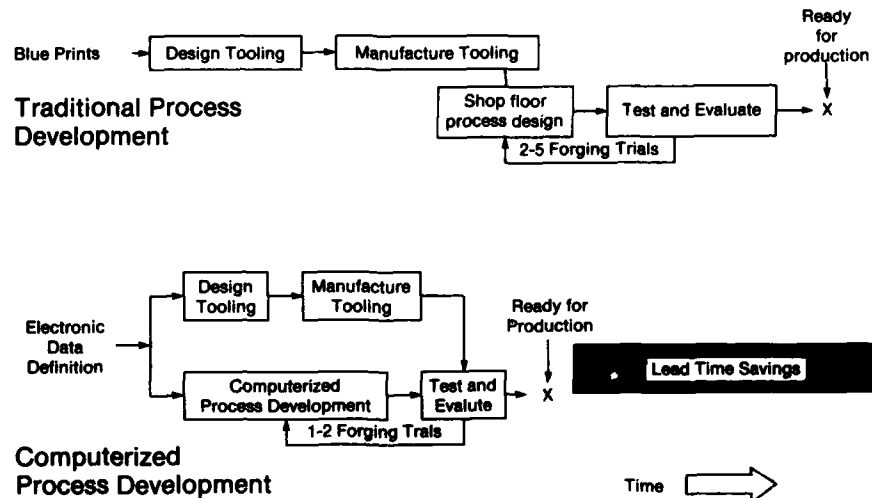 Ready
for
production
Blue Prints
Design Tooling
Manufacture Tooling
Traditional Process
Development
Shop floor
process design
Test and Evaluate
X
2-5 Forging Trials
Design
Tooling
Manufacture
Tooling
Ready for
Production
Electronic
Data
Definition
Lead Time Savings
Computerized
Process Development
Test and
Evalute
X
1-2 Forging Trals
Computerized
Process Development
Time